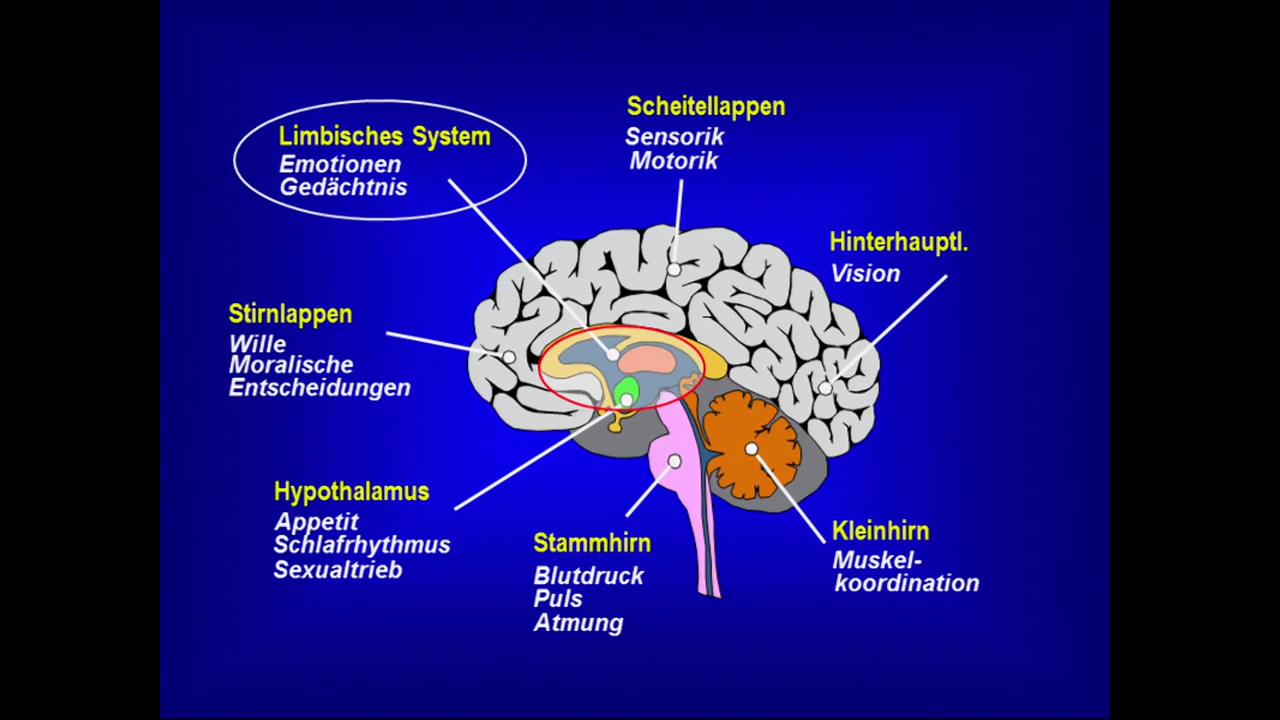 Limbisches System
Emotionen
Gedächtnis
Scheitellappen
Sensorik
Motorik
Hinterhauptl.
Vision
Stirnlappen
Wille
Moralische
Entscheidungen
Hypothalamus
Appetit
Schlafrhythmus
Sexualtrieb
Stammhirn
Blutdruck
Puls
Atmung
Kleinhirn
Muskel-
koordination